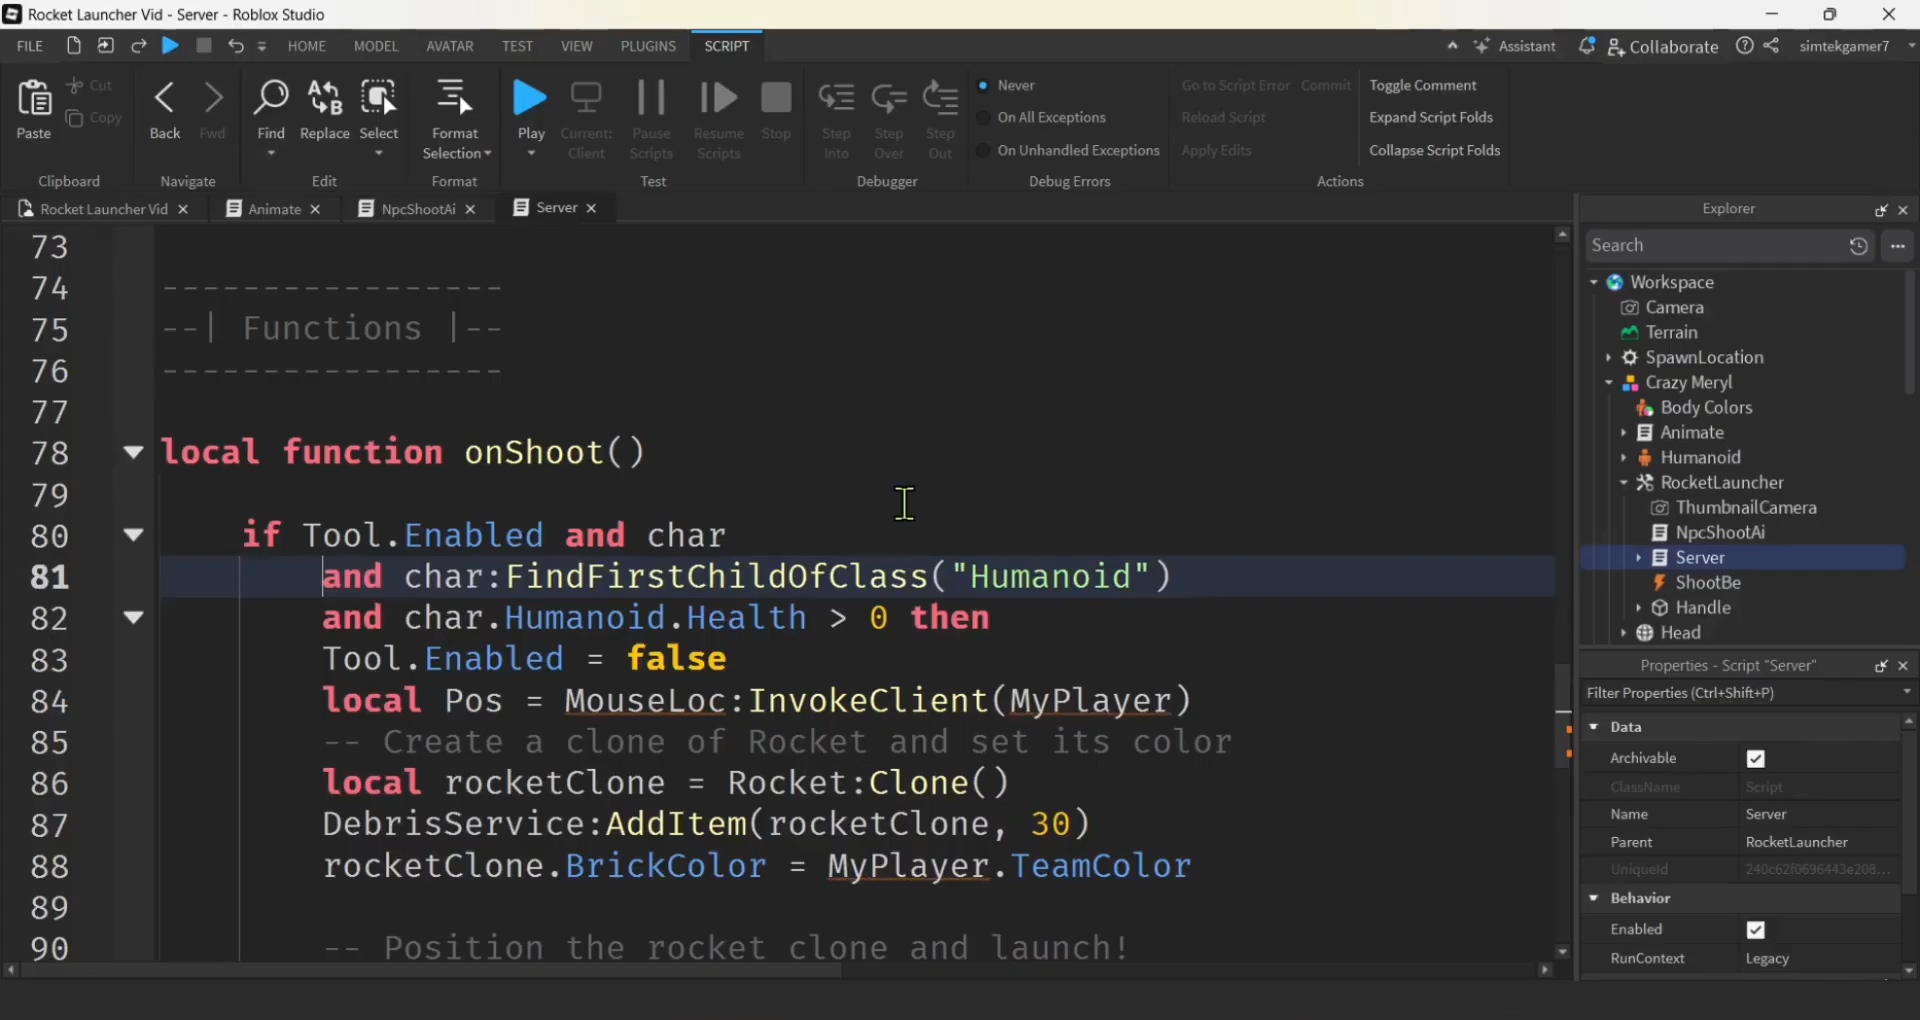 Rocket Launcher Vid - Server - Roblox Studio
FILE HOME MODEL AVATAR TEST VIEW PLUGINS SCRIPT Assistant Collaborate simtekgamer7
Paste Cut Copy Back Fwd Find Replace Select Format Selection Play Current: Client Pause Scripts Resume Scripts Stop Step Into Step Over Step Out
Never
On All Exceptions
On Unhandled Exceptions
Go to Script Error Commit
Reload Script
Apply Edits
Toggle Comment
Expand Script Folds
Collapse Script Folds
Clipboard Navigate Edit Format Test Debugger Debug Errors Actions
Rocket Launcher Vid Animate NpcShootAi Server
73
74 -----------------
75 --| Functions |--
76 -----------------
77
78 local function onShoot()
79
80 if Tool.Enabled and char
81 and char:FindFirstChildOfClass("Humanoid")
82 and char.Humanoid.Health > 0 then
83 Tool.Enabled = false
84 local Pos = MouseLoc:InvokeClient(MyPlayer)
85 -- Create a clone of Rocket and set its color
86 local rocketClone = Rocket:Clone()
87 DebrisService:AddItem(rocketClone, 30)
88 rocketClone.BrickColor = MyPlayer.TeamColor
89
90 -- Position the rocket clone and launch!
Explorer
Search
Workspace
Camera
Terrain
SpawnLocation
Crazy Meryl
Body Colors
Animate
Humanoid
RocketLauncher
ThumbnailCamera
NpcShootAi
Server
ShootBe
Handle
Head
Properties - Script "Server"
Filter Properties (Ctrl+Shift+P)
Data
Archivable
ClassName Script
Name Server
Parent RocketLauncher
UniqueId 240c62f0696443e208...
Behavior
Enabled
RunContext Legacy